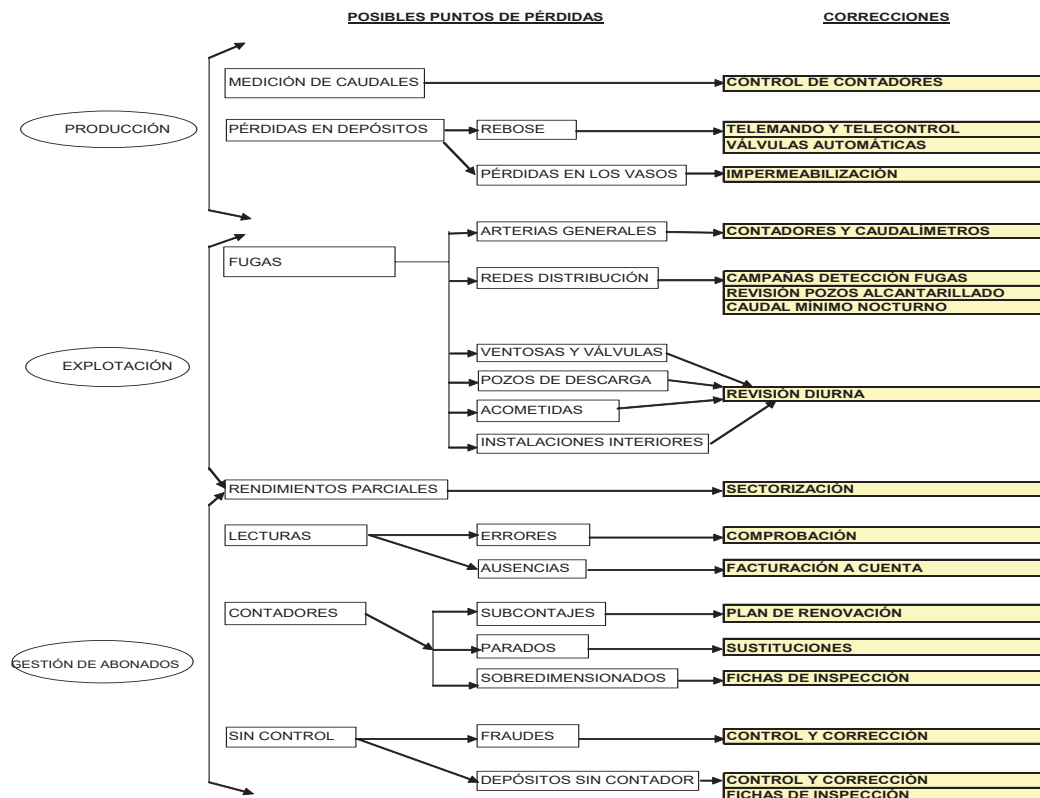 POSIBLES PUNTOS DE PÉRDIDAS
CORRECCIONES
MEDICIÓN DE CAUDALES
CONTROL DE CONTADORES
PRODUCCIÓN
PÉRDIDAS EN DEPÓSITOS
REBOSE
TELEMANDO Y TELECONTROL
VÁLVULAS AUTOMÁTICAS
PÉRDIDAS EN LOS VASOS
IMPERMEABILIZACIÓN
ARTERIAS GENERALES
CONTADORES Y CAUDALÍMETROS
FUGAS
REDES DISTRIBUCIÓN
CAMPAÑAS DETECCIÓN FUGAS
REVISIÓN POZOS ALCANTARILLADO
CAUDAL MÍNIMO NOCTURNO
EXPLOTACIÓN
VENTOSAS Y VÁLVULAS
POZOS DE DESCARGA
REVISIÓN DIURNA
ACOMETIDAS
INSTALACIONES INTERIORES
RENDIMIENTOS PARCIALES
SECTORIZACIÓN
LECTURAS
ERRORES
COMPROBACIÓN
AUSENCIAS
FACTURACIÓN A CUENTA
CONTADORES
SUBCONTAJES
PLAN DE RENOVACIÓN
GESTIÓN DE ABONADOS
PARADOS
SUSTITUCIONES
SOBREDIMENSIONADOS
FICHAS DE INSPECCIÓN
SIN CONTROL
FRAUDES
CONTROL Y CORRECCIÓN
DEPÓSITOS SIN CONTADOR
CONTROL Y CORRECCIÓN
FICHAS DE INSPECCIÓN